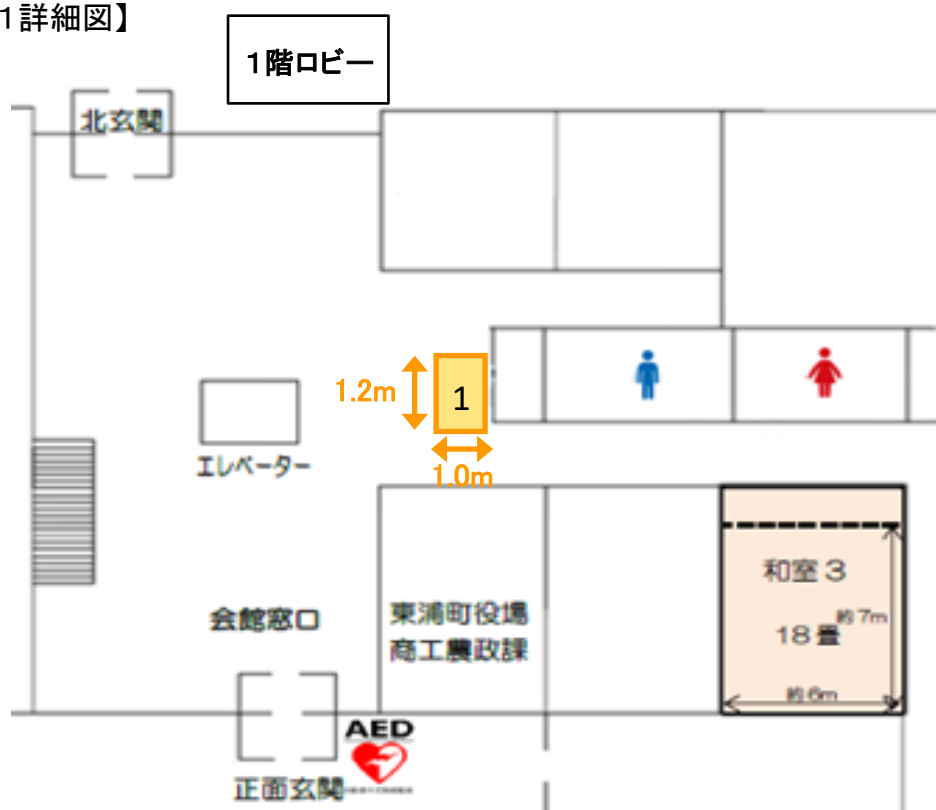 1詳細図】
1階ロビー
北玄関
1.2m
1
1.0m
エレベーター
和室3
約7m
18畳
約6m
会館窓口
東浦町役場
商工農政課
AED
正面玄関